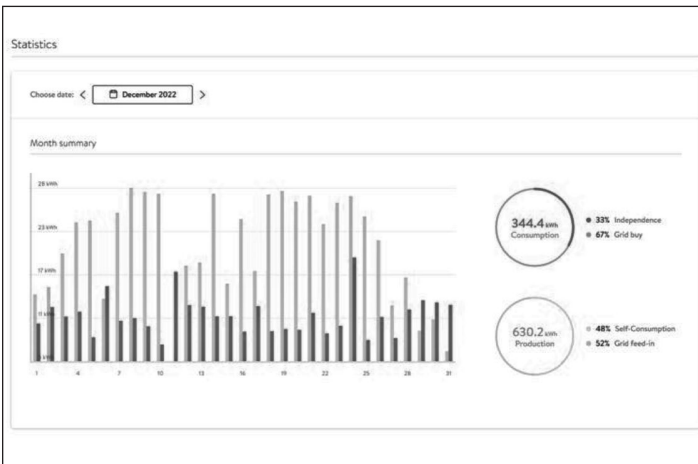 Statistics
Choose date: < December 2022 >
Month summary
28 kWh
23 kWh
17 kWh
11 kWh
kWh
1 4 7 10 13 16 19 22 25 28 31
344.4 kWh
Consumption
33% Independence
67% Grid buy
630.2 kWh
Production
48% Self-Consumption
52% Grid feed-in